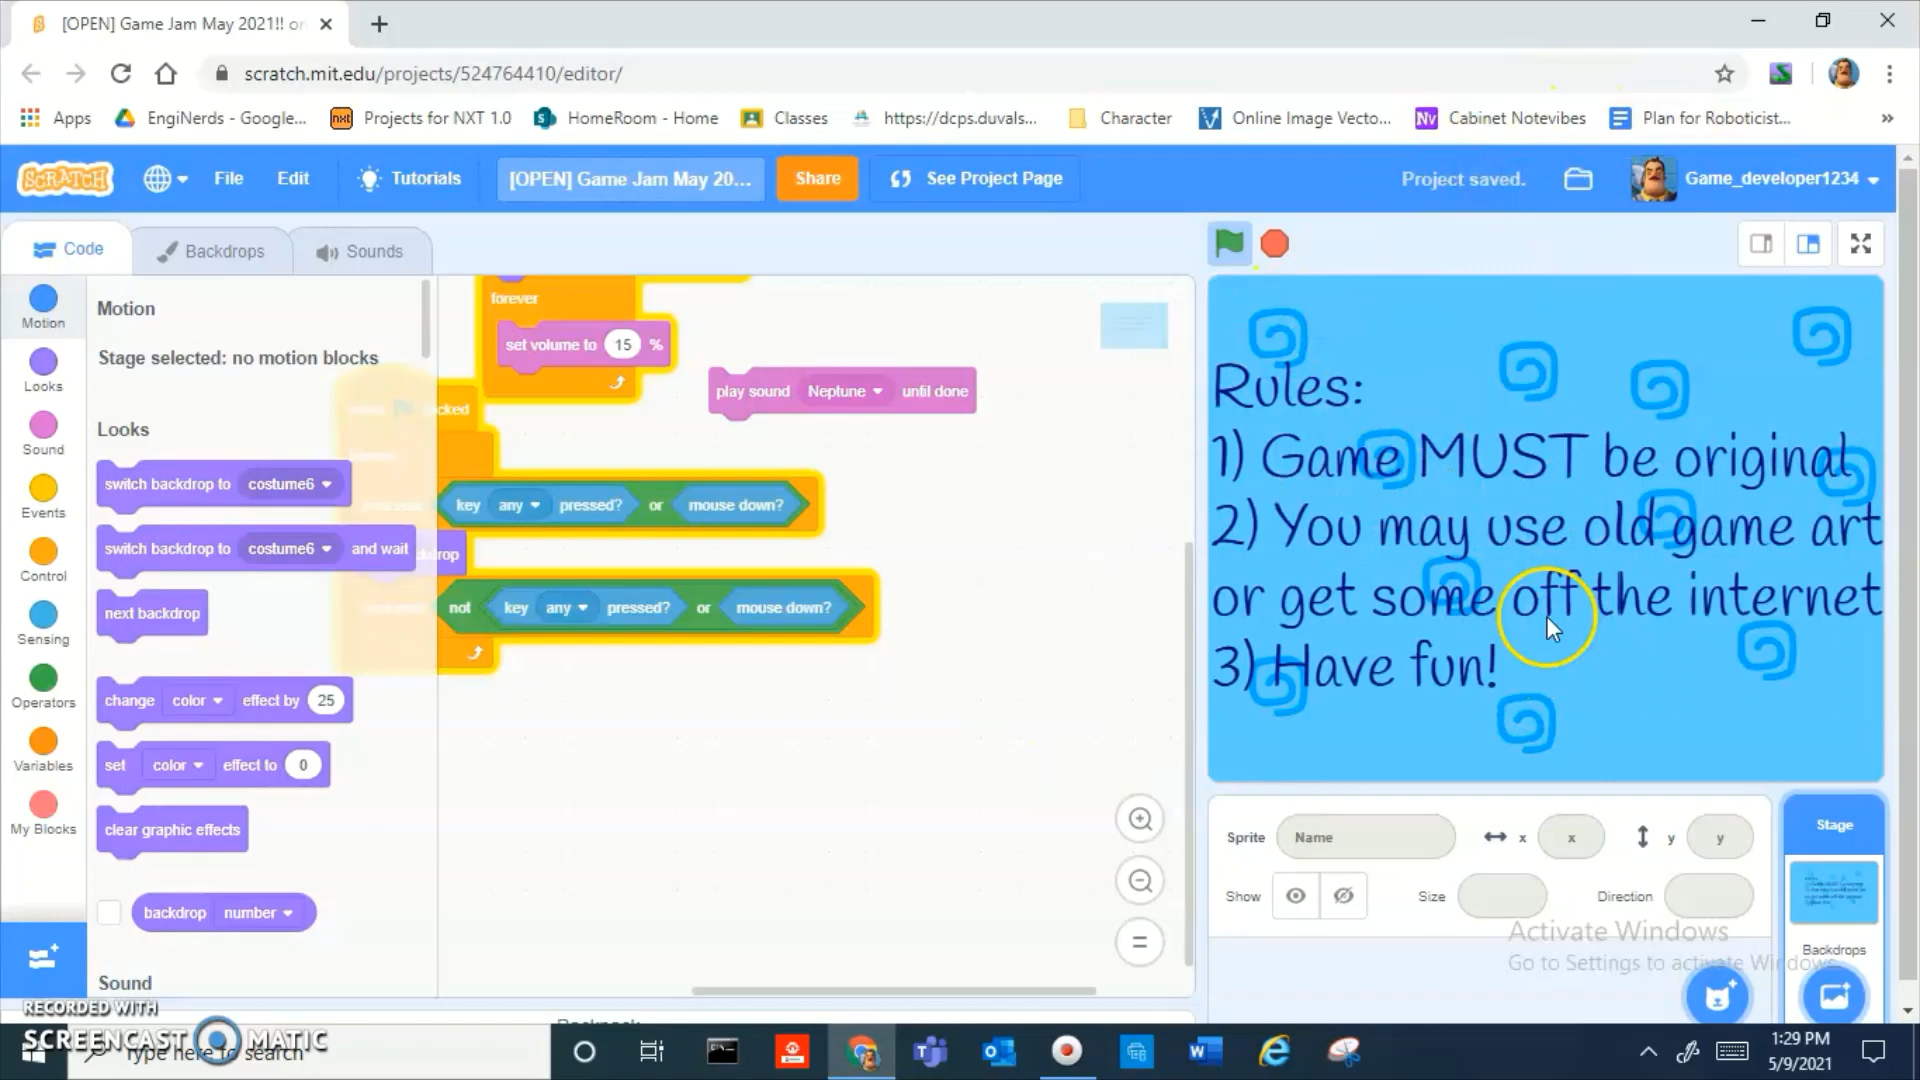 [OPEN] Game Jam May 2021!! on
scratch.mit.edu/projects/524764410/editor/
Apps
EngiNerds - Google...
nxt
Projects for NXT 1.0
HomeRoom - Home
Classes
https://dcps.duvals...
Character
Online Image Vecto...
Nv
Cabinet Notevibes
Plan for Roboticist...
»
SCRATCH
File
Edit
Tutorials
[OPEN] Game Jam May 20...
Share
See Project Page
Project saved.
Game_developer1234
Code
Backdrops
Sounds
Motion
Looks
Sound
Events
Control
Sensing
Operators
Variables
My Blocks
Motion
Stage selected: no motion blocks
Looks
switch backdrop to costume6
switch backdrop to costume6 and wait
next backdrop
change color effect by 25
set color effect to 0
clear graphic effects
backdrop number
Sound
forever
set volume to 15 %
play sound Neptune until done
key any pressed? or mouse down?
not key any pressed? or mouse down?
Rules:
1) Game MUST be original
2) You may use old game art
or get some off the internet
3) Have fun!
Sprite
Name
x
x
y
y
Show
Size
Direction
Stage
Backdrops
Activate Windows
Go to Settings to activate Windows.
RECORDED WITH
SCREENCAST MATIC
Type here to search
1:29 PM
5/9/2021